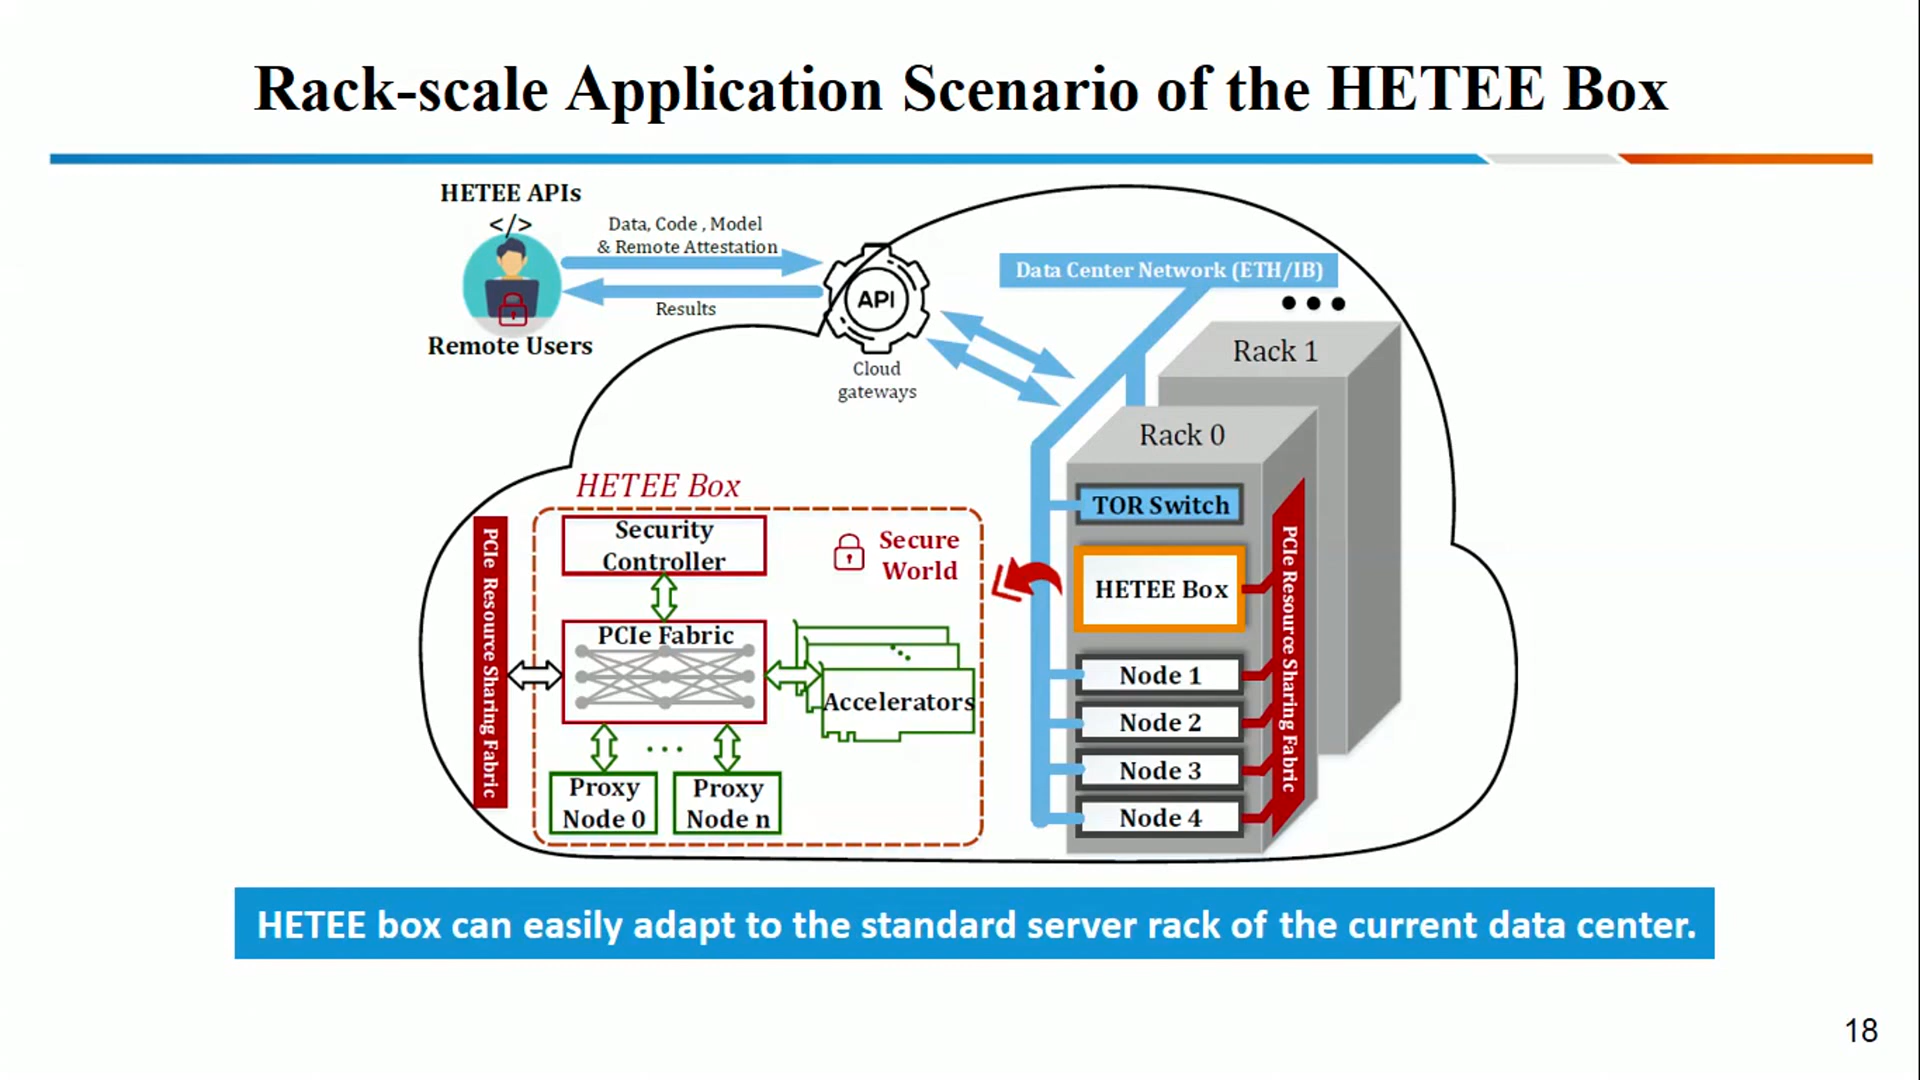 Rack-scale Application Scenario of the HETEE Box
HETEE APIs
</>
Data, Code , Model
& Remote Attestation
Results
Remote Users
API
Cloud
gateways
Data Center Network (ETH/IB)
Rack 1
Rack 0
TOR Switch
HETEE Box
Node 1
Node 2
Node 3
Node 4
PCIe Resource Sharing Fabric
HETEE Box
Security
Controller
Secure
World
PCIe Resource Sharing Fabric
PCIe Fabric
Accelerators
Proxy
Node 0
Proxy
Node n
HETEE box can easily adapt to the standard server rack of the current data center.
18